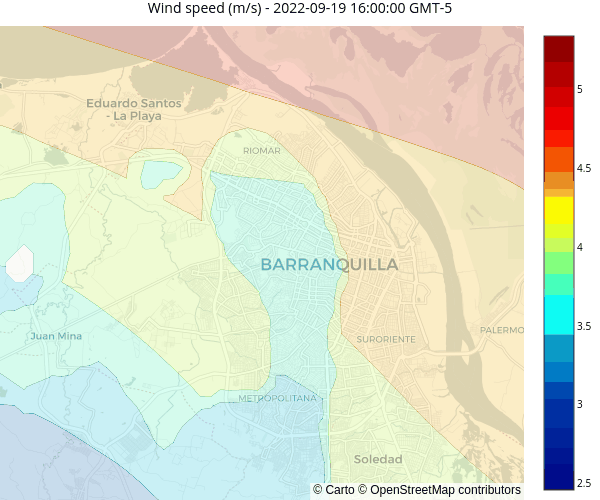 Wind speed (m/s) - 2022-09-19 16:00:00 GMT-5
Eduardo Santos
- La Playa
RIOMAR
BARRANQUILLA
Juan Mina
SURORIENTE
PALERMO
METROPOLITANA
Soledad
© Carto © OpenStreetMap contributors
5
4.5
4
3.5
3
2.5